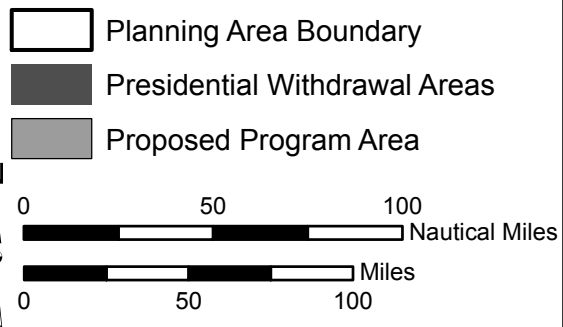 Planning Area Boundary
Presidential Withdrawal Areas
Proposed Program Area
0 50 100
Nautical Miles
Miles
0 50 100